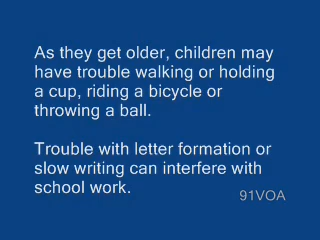 As they get older, children may
have trouble walking or holding
a cup, riding a bicycle or
throwing a ball.
Trouble with letter formation or
slow writing can interfere with
school work.
91VOA